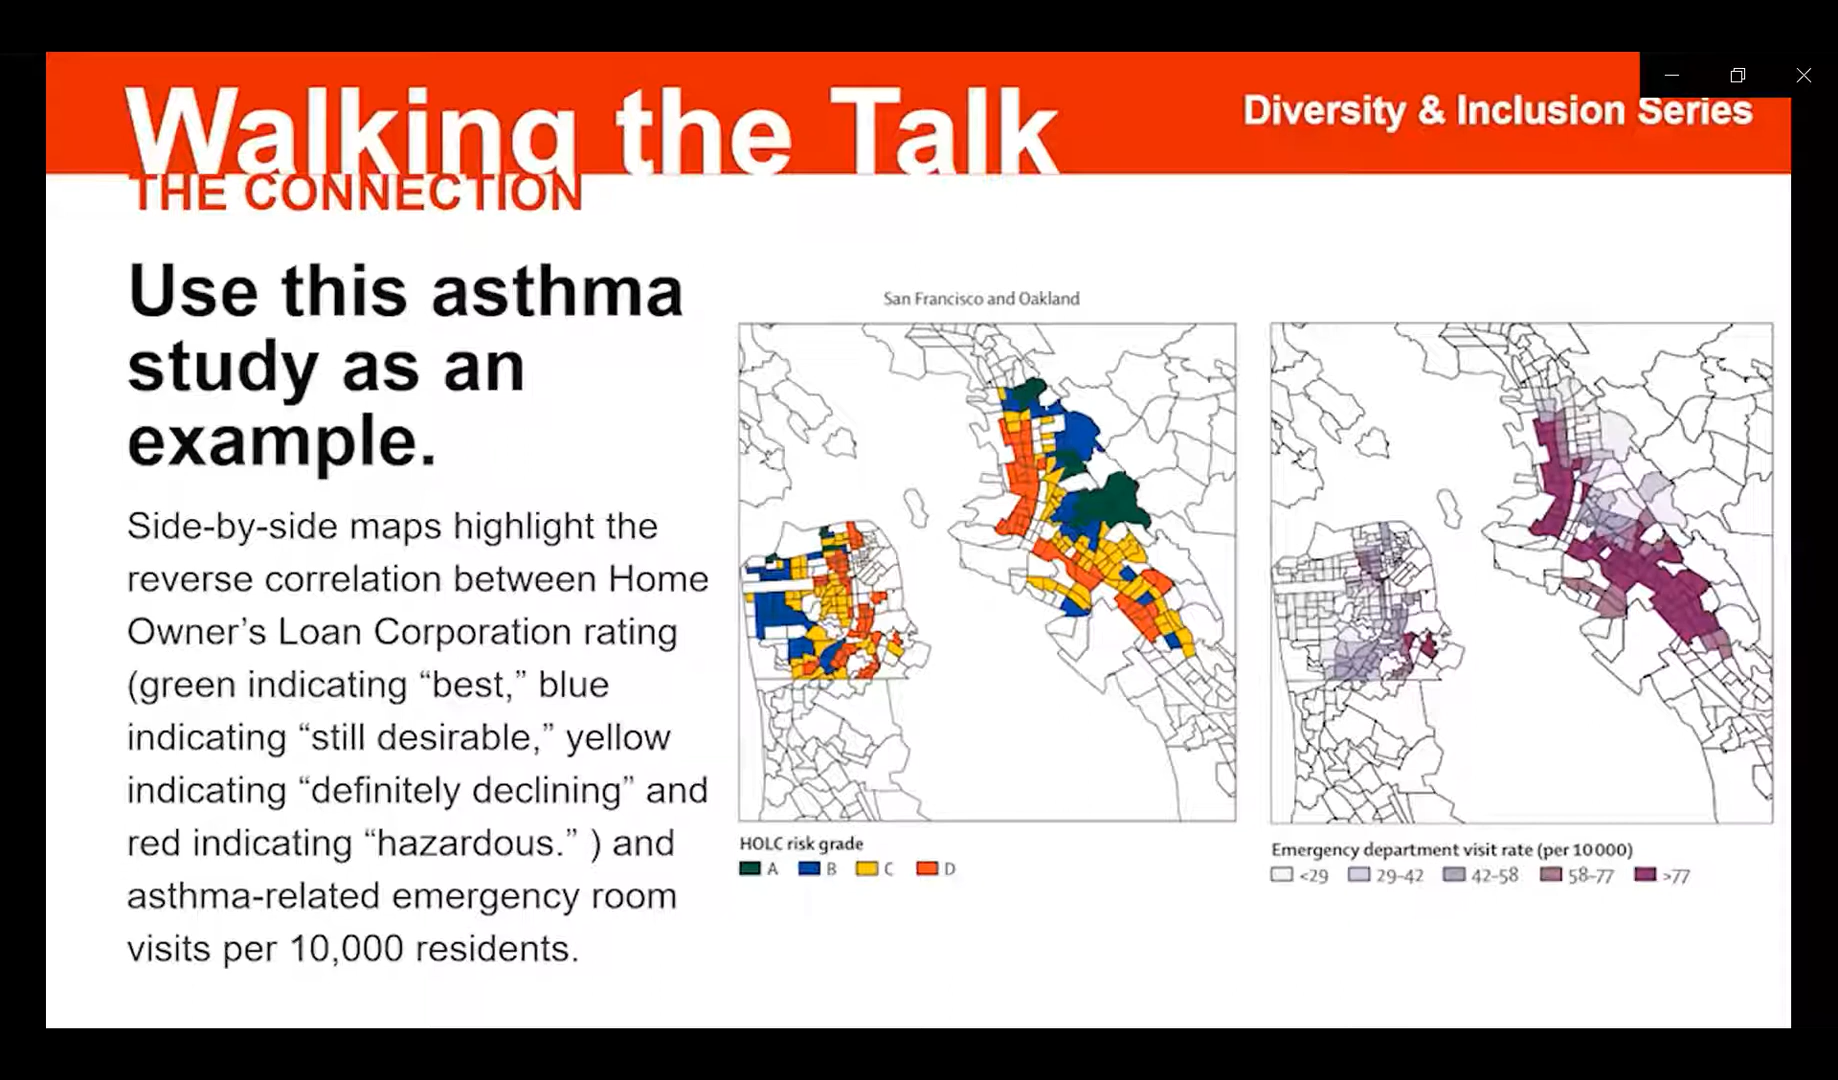 Walking the Talk
Diversity & Inclusion Series
THE CONNECTION
Use this asthma
study as an
example.
Side-by-side maps highlight the
reverse correlation between Home
Owner’s Loan Corporation rating
(green indicating “best,” blue
indicating “still desirable,” yellow
indicating “definitely declining” and
red indicating “hazardous.” ) and
asthma-related emergency room
visits per 10,000 residents.
San Francisco and Oakland
HOLC risk grade
A B C D
Emergency department visit rate (per 10 000)
<29 29–42 42–58 58–77 >77